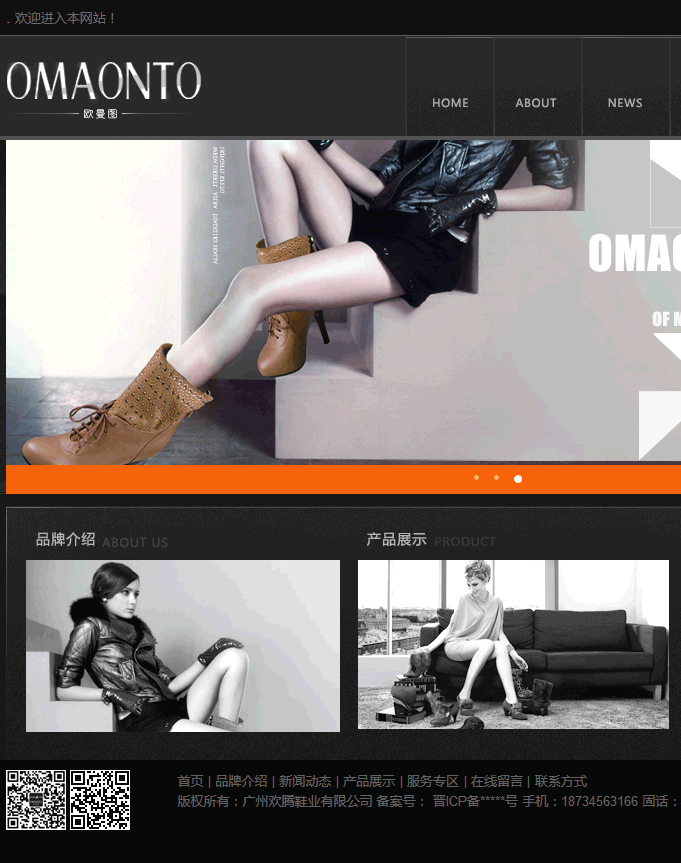 . 欢迎进入本网站！
OMAONTO
欧曼图
HOME ABOUT NEWS
OMAO
OF M
品牌介绍 ABOUT US
产品展示 PRODUCT
首页 | 品牌介绍 | 新闻动态 | 产品展示 | 服务专区 | 在线留言 | 联系方式
版权所有：广州欢腾鞋业有限公司 备案号： 晋ICP备*****号 手机：18734563166 固话：